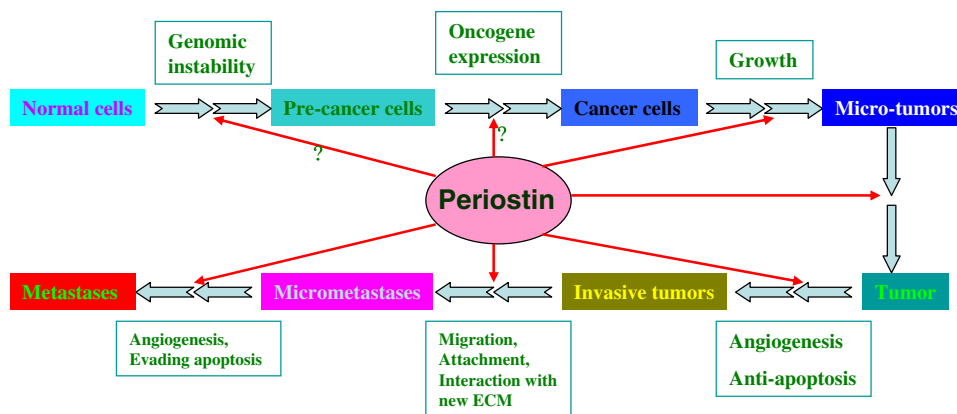 Genomic
instability
Oncogene
expression
Growth
Normal cells
Pre-cancer cells
Cancer cells
Micro-tumors
?
?
Periostin
Metastases
Micrometastases
Invasive tumors
Tumor
Angiogenesis,
Evading apoptosis
Migration,
Attachment,
Interaction with
new ECM
Angiogenesis
Anti-apoptosis